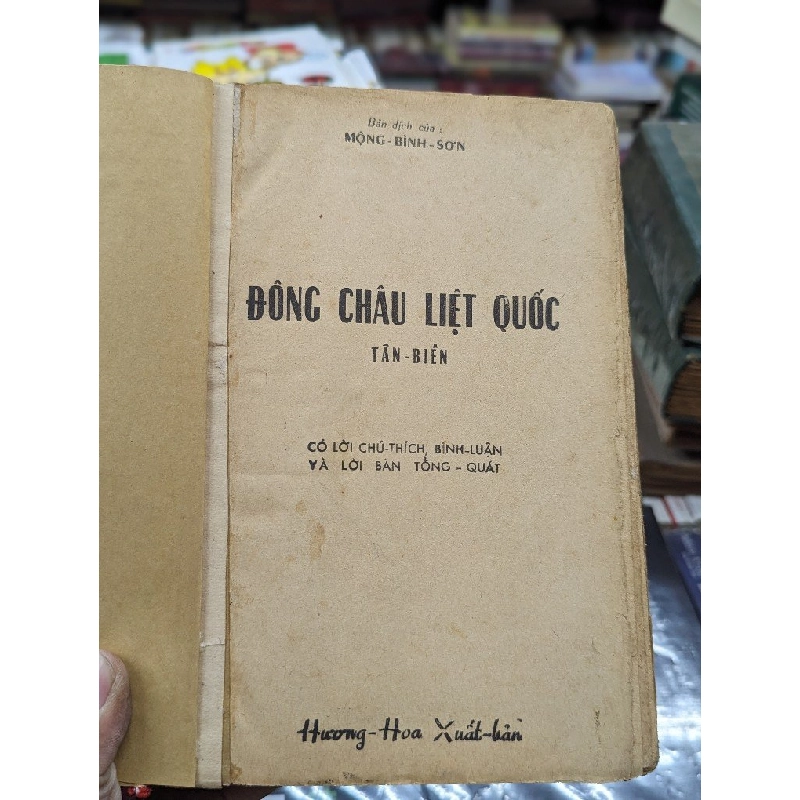 Bản dịch của :
MỘNG-BÌNH-SƠN
ĐÔNG CHÂU LIỆT QUỐC
TÂN-BIÊN
CÓ LỜI CHÚ-THÍCH, BÌNH-LUẬN
VÀ LỜI BÀN TỔNG-QUÁT
Hương-Hoa Xuất-bản